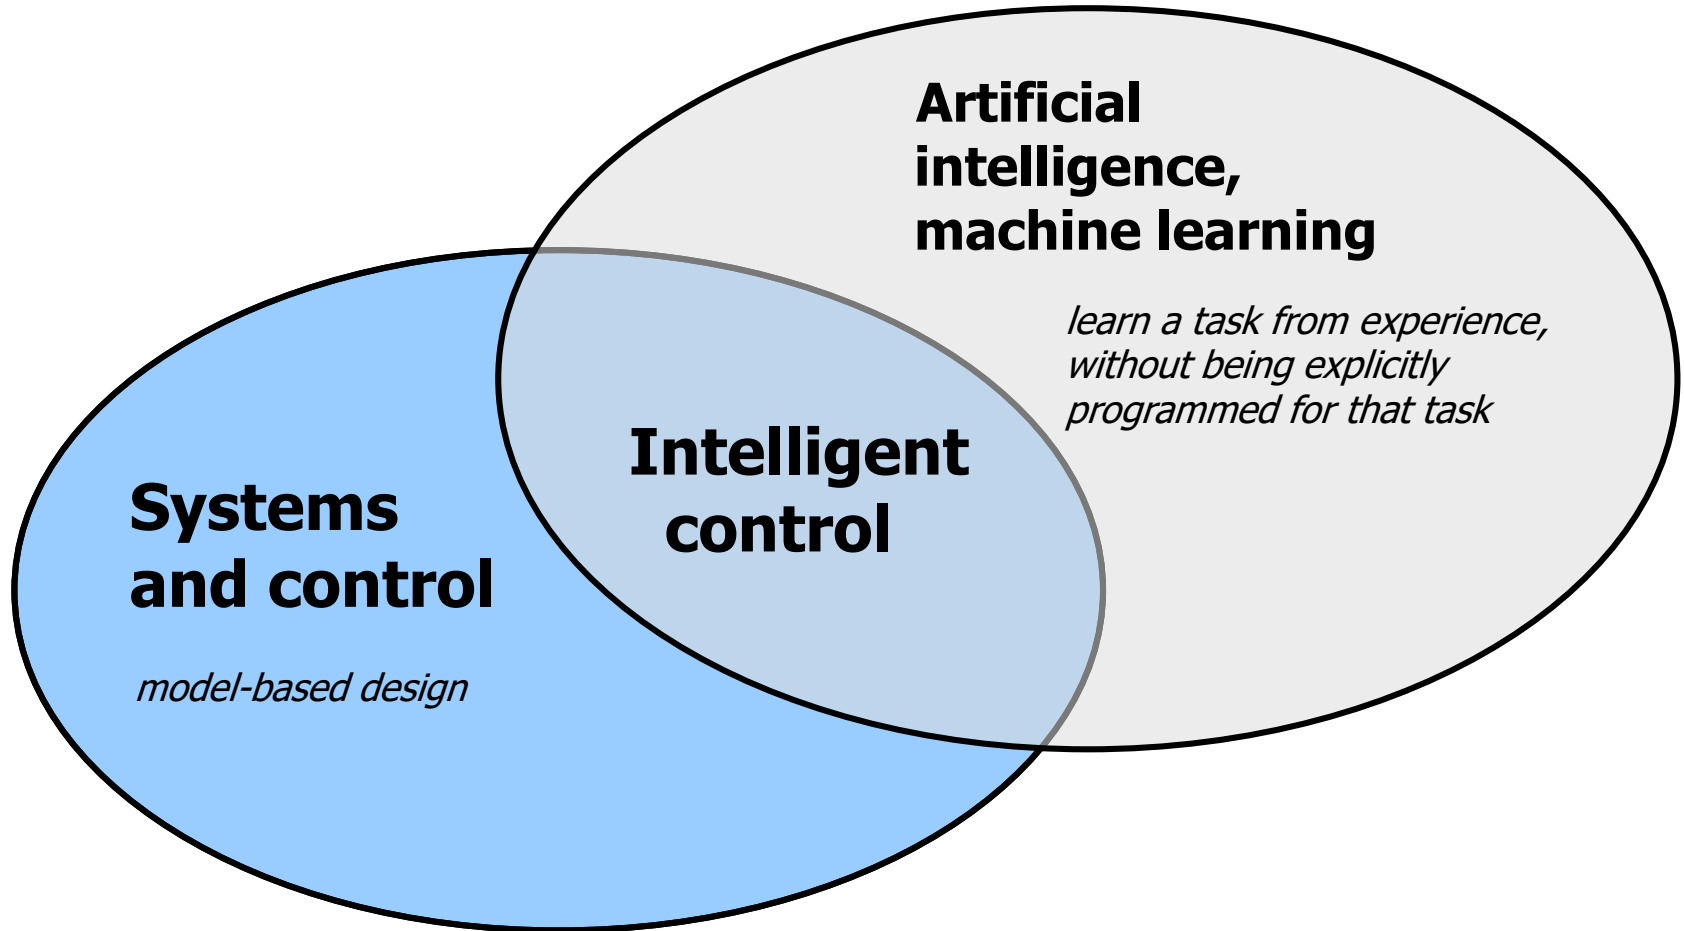 Artificial
intelligence,
machine learning
learn a task from experience,
without being explicitly
programmed for that task
Intelligent
control
Systems
and control
model-based design